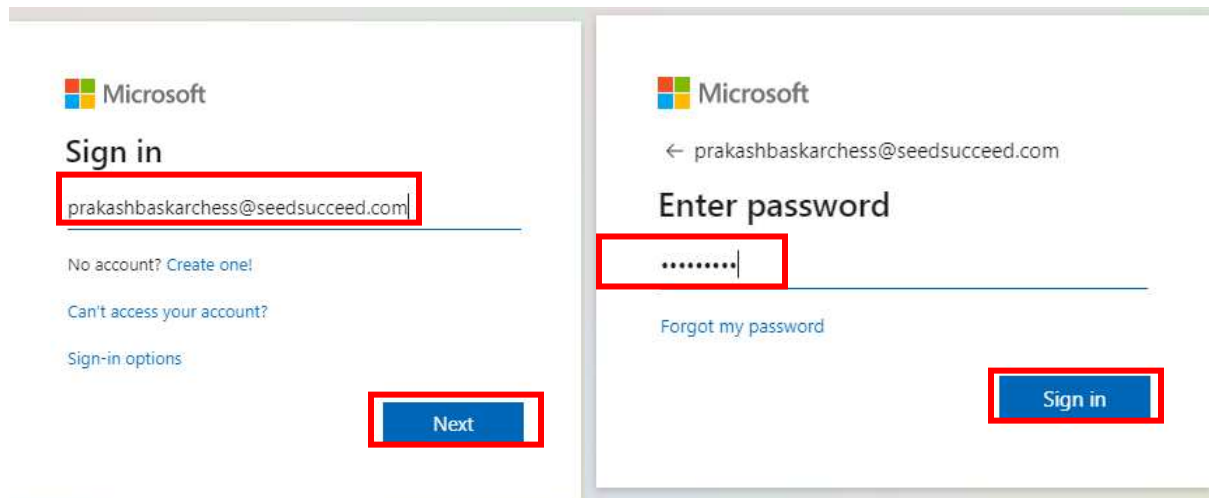 Microsoft
Sign in
prakashbaskarchess@seedsucceed.com
No account? Create one!
Can't access your account?
Sign-in options
Next
Microsoft
← prakashbaskarchess@seedsucceed.com
Enter password
•••••••••
Forgot my password
Sign in